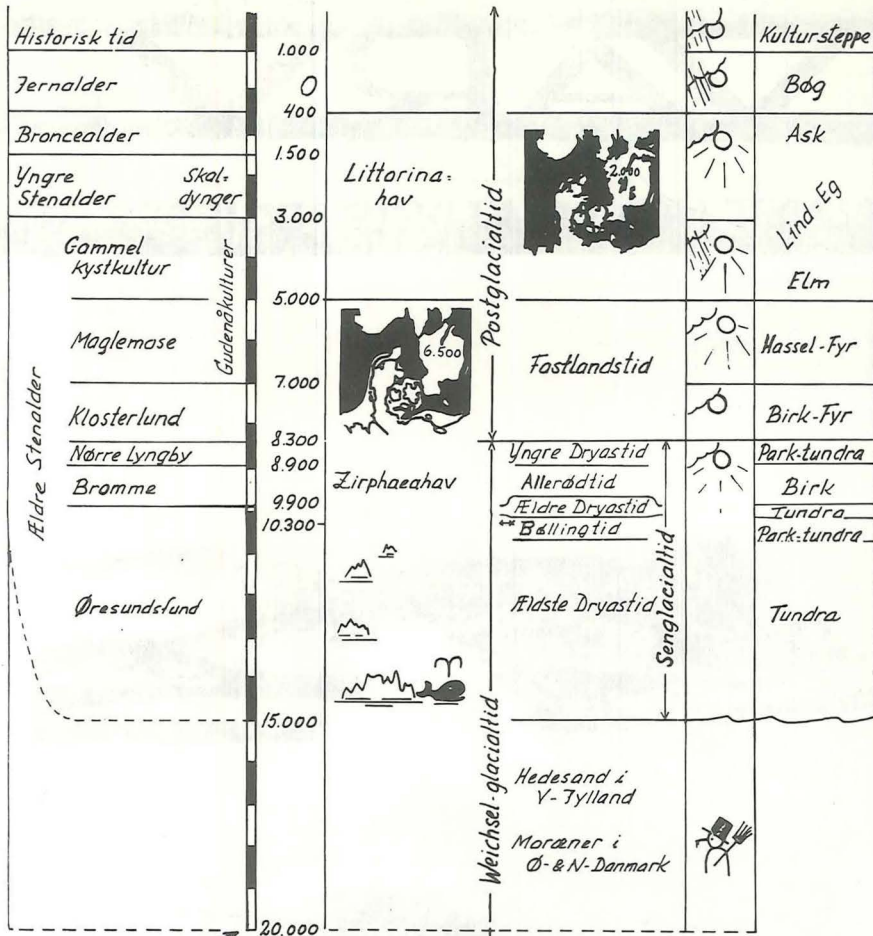 Historisk tid
Jernalder
Broncealder
Yngre
Stenalder
Skal-
dynger
Gammel
kystkultur
Maglemose
Klosterlund
Nørre Lyngby
Bromme
Øresundsfund
Ældre Stenalder
Gudenåkulturer
1.000
0
400
1.500
3.000
5.000
7.000
8.300
8.900
9.900
10.300
15.000
20.000
Littorina-
hav
6.500
Zirphaeahav
Postglacialtid
Weichsel-glacialtid
2.000
Fastlandstid
Yngre Dryastid
Allerødtid
Ældre Dryastid
Bøllingtid
Ældste Dryastid
Senglacialtid
Hedesand i
V-Jylland
Moræner i
Ø- & N-Danmark
Kultursteppe
Bøg
Ask
Lind-Eg
Elm
Hassel-Fyr
Birk-Fyr
Park-tundra
Birk
Tundra
Park-tundra
Tundra